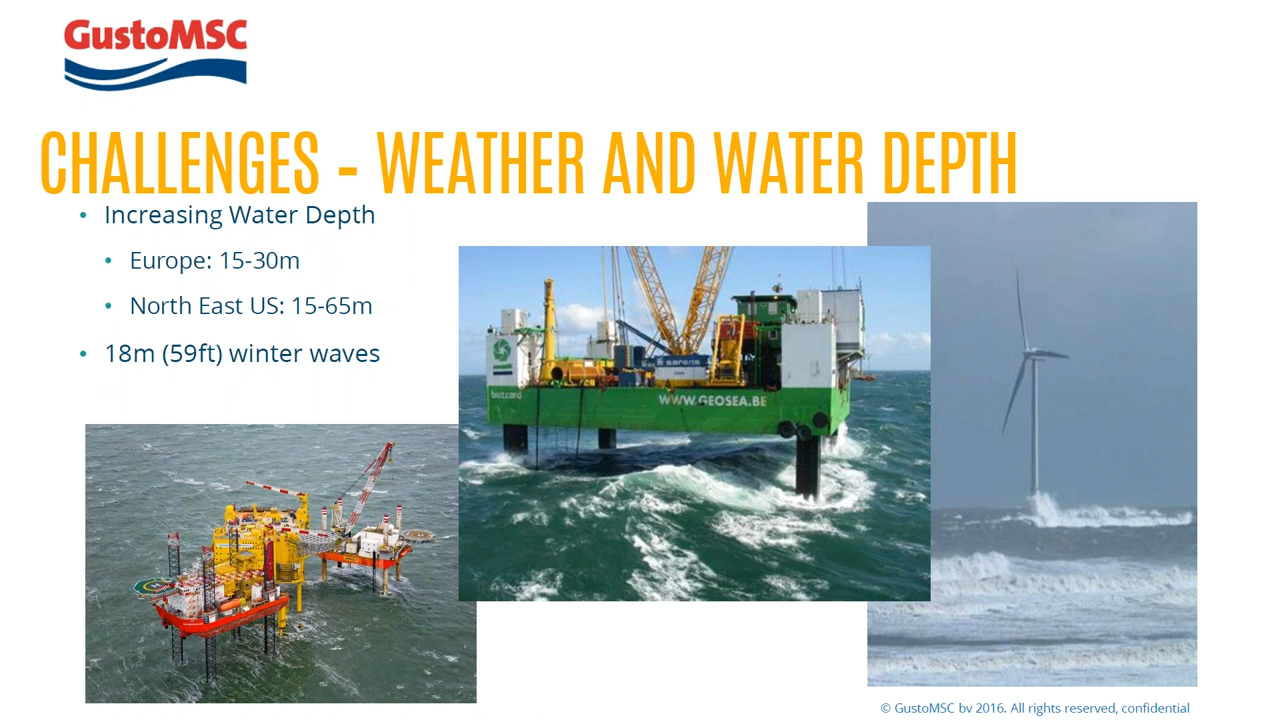 GustoMSC
CHALLENGES – WEATHER AND WATER DEPTH
• Increasing Water Depth
• Europe: 15-30m
• North East US: 15-65m
• 18m (59ft) winter waves
buzzard
WWW.GEOSEA.BE
sarens
© GustoMSC bv 2016. All rights reserved, confidential